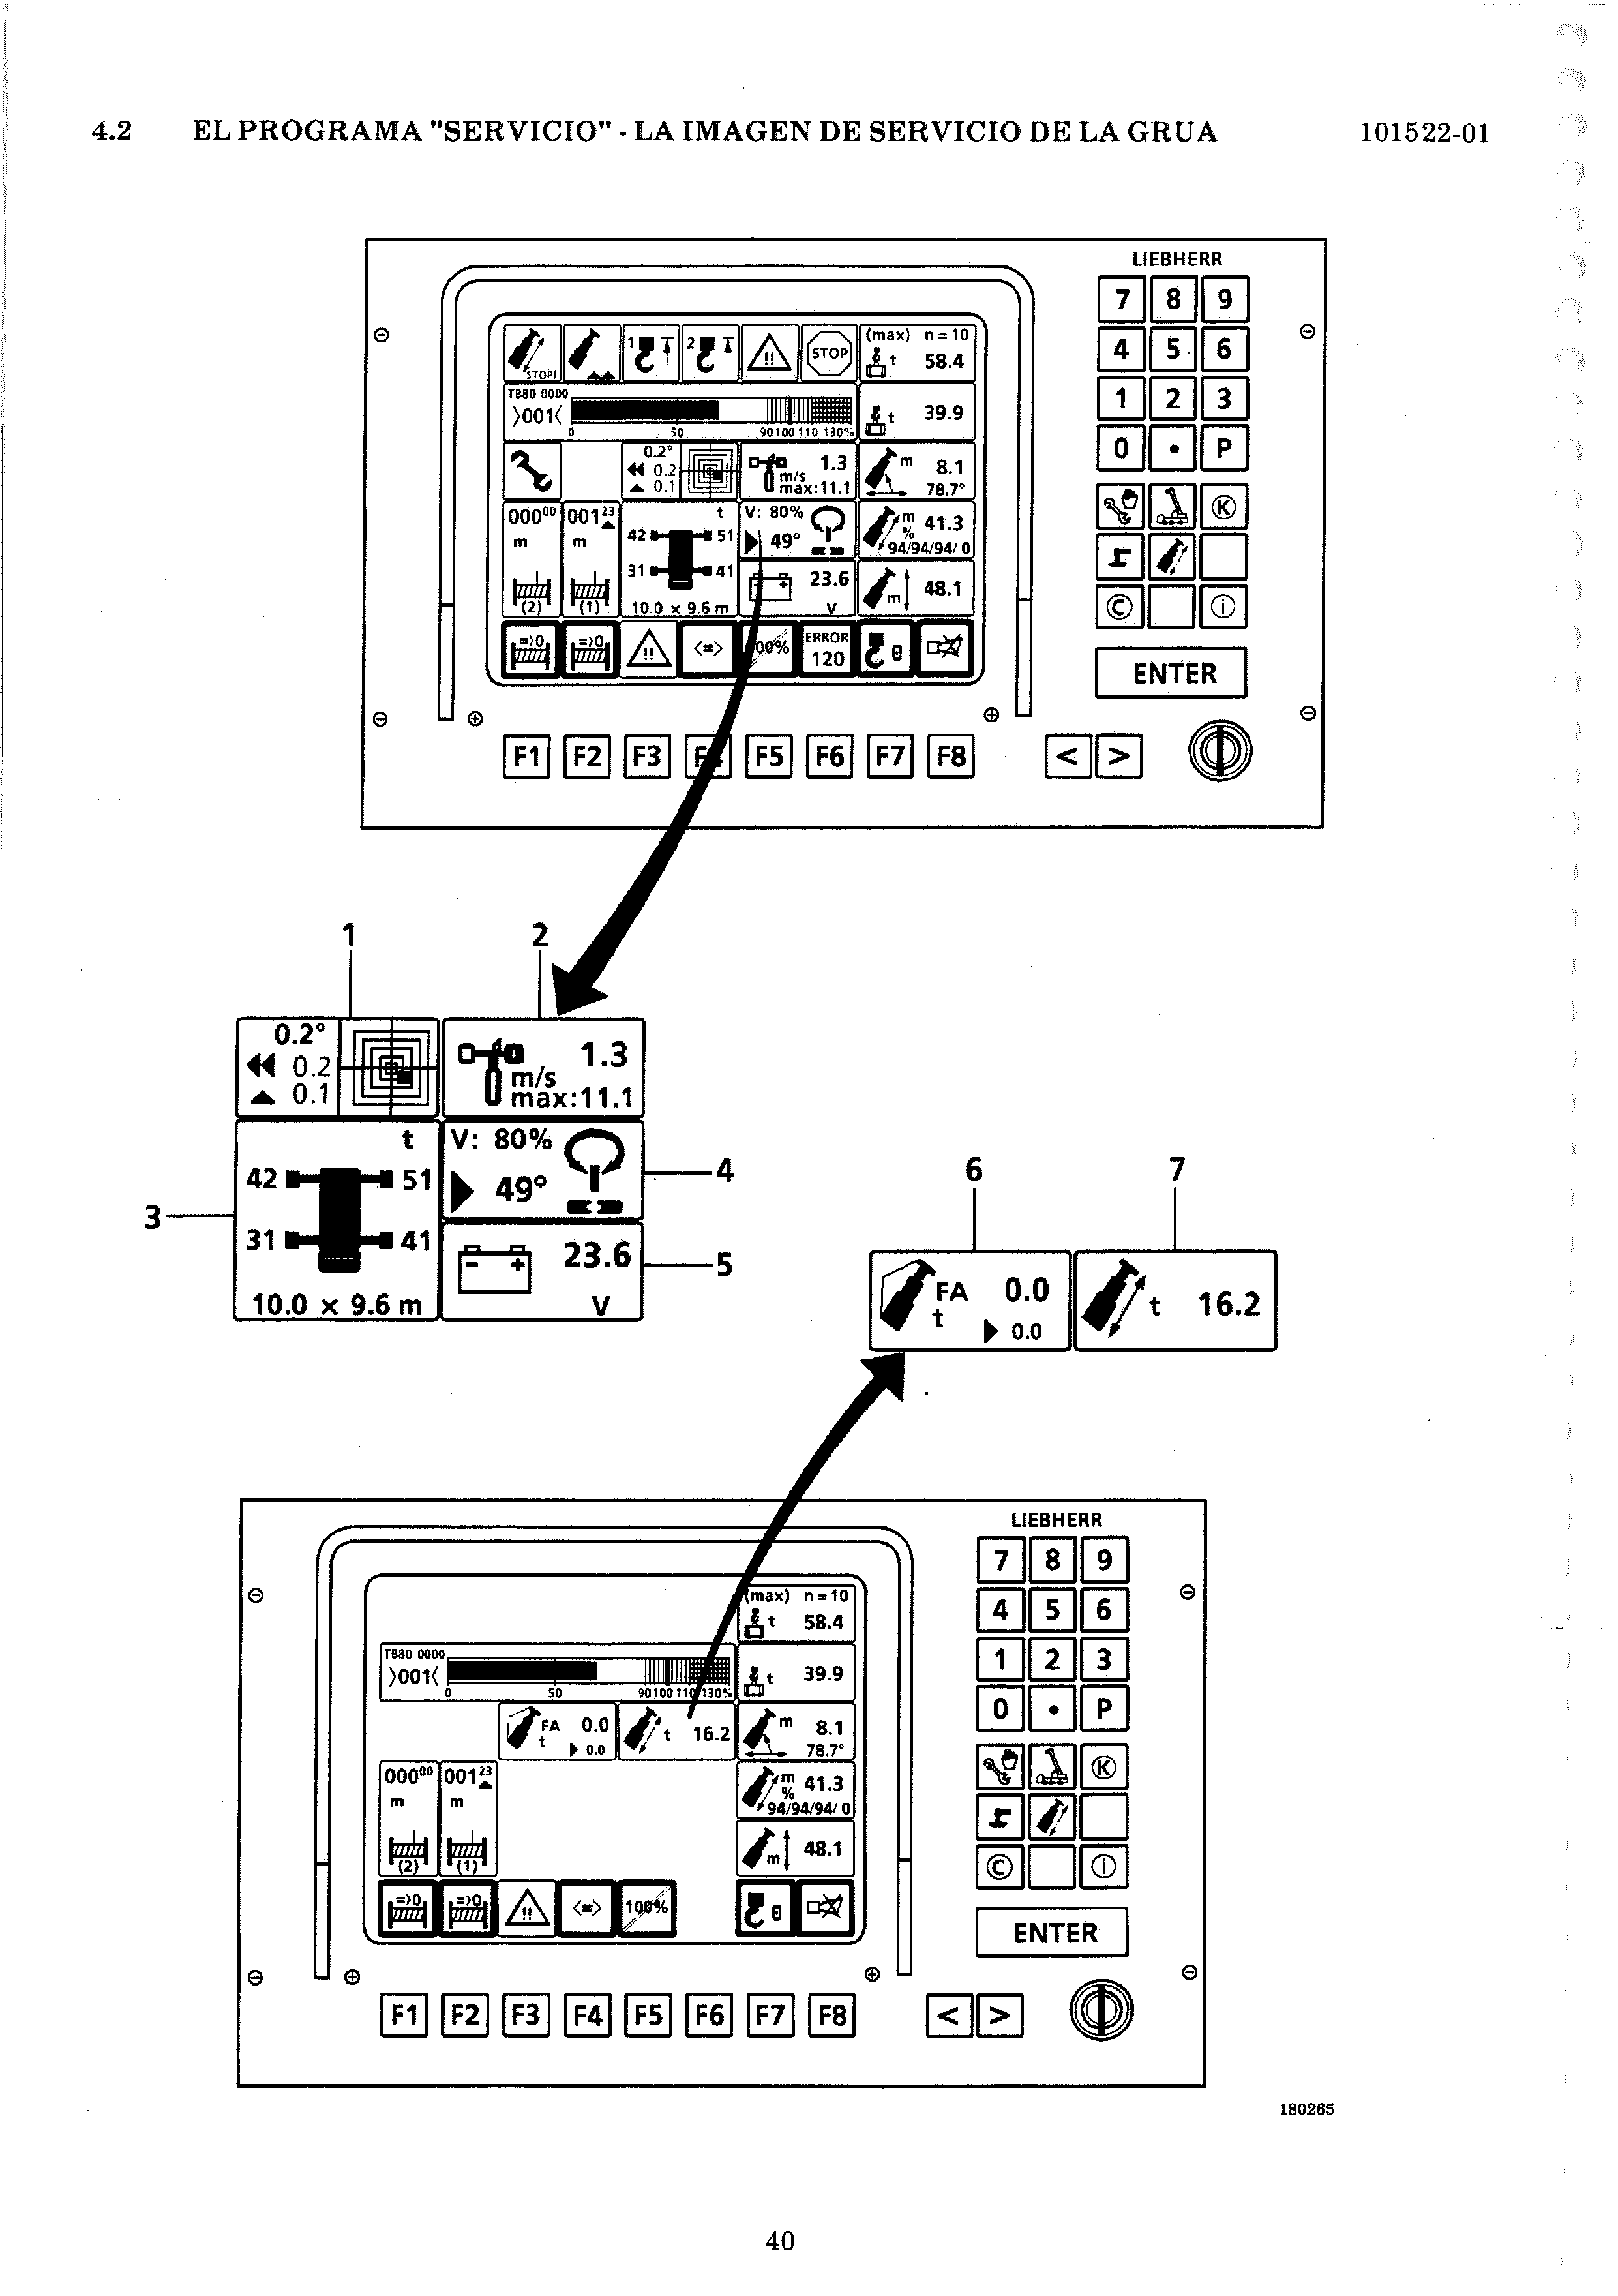 4.2 EL PROGRAMA "SERVICIO" - LA IMAGEN DE SERVICIO DE LA GRUA 101522-01
LIEBHERR
7 8 9
4 5 6
1 2 3
0 • P
K
C i
ENTER
STOP!
1
2
!!
STOP
(max) n = 10
t 58.4
TB80 0000
>001<
0 50 90 100 110 130%
t 39.9
0.2°
0.2
0.1
1.3
m/s
max:11.1
m 8.1
78.7°
000⁰⁰
m
(2)
001²³
m
(1)
t
42 51
31 41
10.0 x 9.6 m
V: 80%
49°
23.6
V
m 41.3
%
94/94/94/ 0
m 48.1
=>0
=>0
!!
<=>
00%
ERROR
120
0
F1 F2 F3 F5 F6 F7 F8 < >
1
2
0.2°
0.2
0.1
1.3
m/s
max:11.1
3
t
42 51
31 41
10.0 x 9.6 m
V: 80%
49°
4
- +
23.6
V
5
6
7
FA 0.0
t 0.0
t 16.2
LIEBHERR
7 8 9
4 5 6
1 2 3
0 • P
K
C i
ENTER
(max) n = 10
t 58.4
TB80 0000
>001<
0 50 90 100 110 130%
t 39.9
FA 0.0
t 0.0
t 16.2
m 8.1
78.7°
000⁰⁰
m
(2)
001²³
m
(1)
m 41.3
%
94/94/94/ 0
m 48.1
=>0
=>0
!!
<=>
100%
0
F1 F2 F3 F4 F5 F6 F7 F8 < >
180265
40